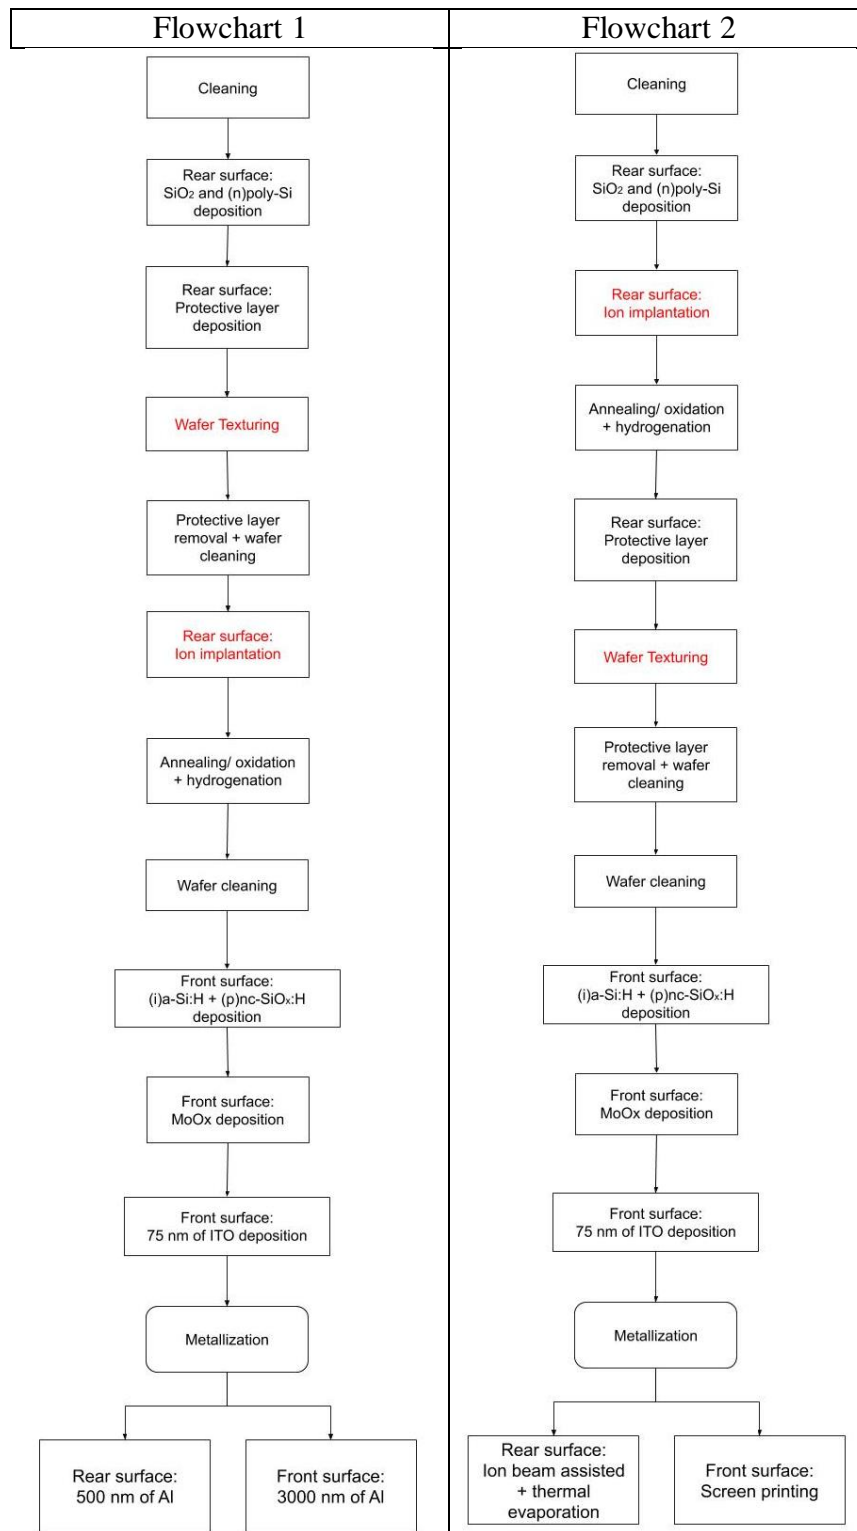 Flowchart 1
Cleaning
Rear surface:
SiO₂ and (n)poly-Si
deposition
Rear surface:
Protective layer
deposition
Wafer Texturing
Protective layer
removal + wafer
cleaning
Rear surface:
Ion implantation
Annealing/ oxidation
+ hydrogenation
Wafer cleaning
Front surface:
(i)a-Si:H + (p)nc-SiOₓ:H
deposition
Front surface:
MoOx deposition
Front surface:
75 nm of ITO deposition
Metallization
Rear surface:
500 nm of Al
Front surface:
3000 nm of Al
Flowchart 2
Cleaning
Rear surface:
SiO₂ and (n)poly-Si
deposition
Rear surface:
Ion implantation
Annealing/ oxidation
+ hydrogenation
Rear surface:
Protective layer
deposition
Wafer Texturing
Protective layer
removal + wafer
cleaning
Wafer cleaning
Front surface:
(i)a-Si:H + (p)nc-SiOₓ:H
deposition
Front surface:
MoOx deposition
Front surface:
75 nm of ITO deposition
Metallization
Rear surface:
Ion beam assisted
+ thermal
evaporation
Front surface:
Screen printing